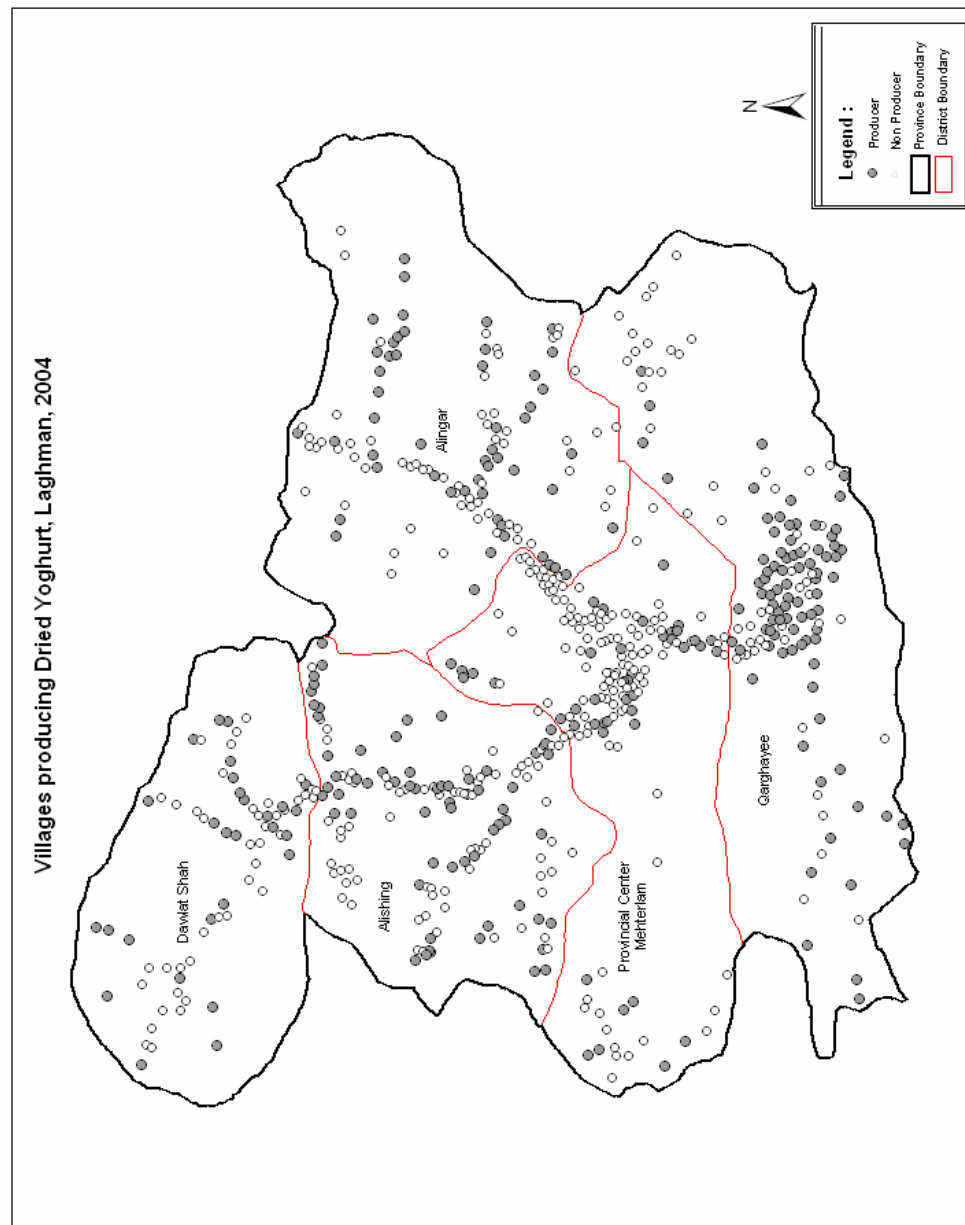 Villages producing Dried Yoghurt, Laghman, 2004
N
Dawlat Shah
Alishing
Alingar
Provincial Center
Mehterlam
Qarghayee
Legend :
Producer
Non Producer
Province Boundary
District Boundary